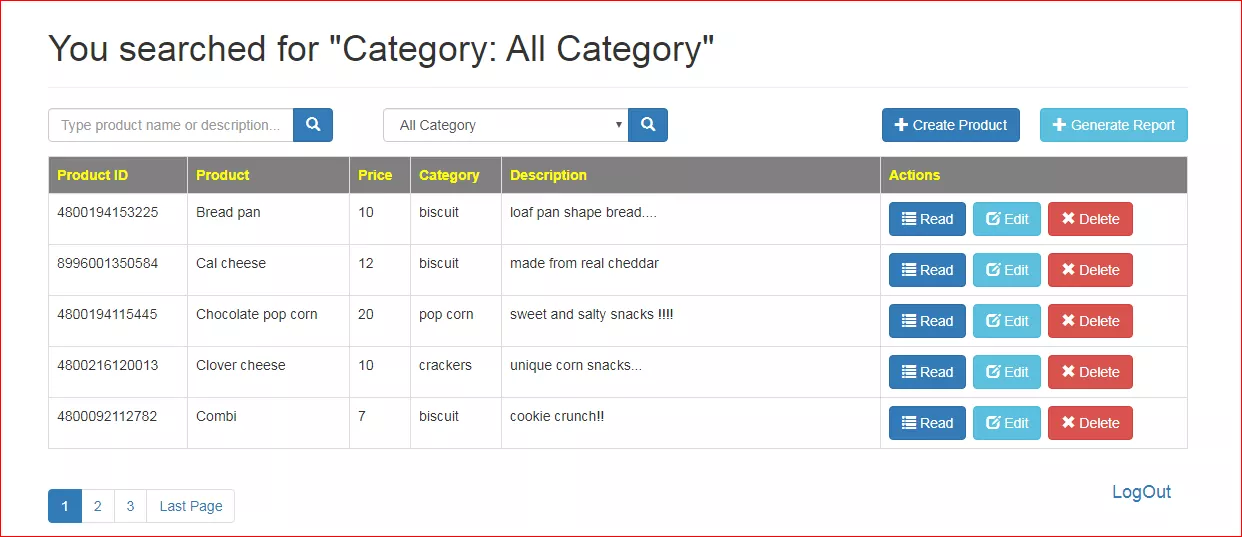 You searched for "Category: All Category"
Type product name or description... All Category Create Product Generate Report
Product ID Product Price Category Description Actions
4800194153225 Bread pan 10 biscuit loaf pan shape bread.... Read Edit Delete
8996001350584 Cal cheese 12 biscuit made from real cheddar Read Edit Delete
4800194115445 Chocolate pop corn 20 pop corn sweet and salty snacks !!!! Read Edit Delete
4800216120013 Clover cheese 10 crackers unique corn snacks... Read Edit Delete
4800092112782 Combi 7 biscuit cookie crunch!! Read Edit Delete
LogOut
1 2 3 Last Page